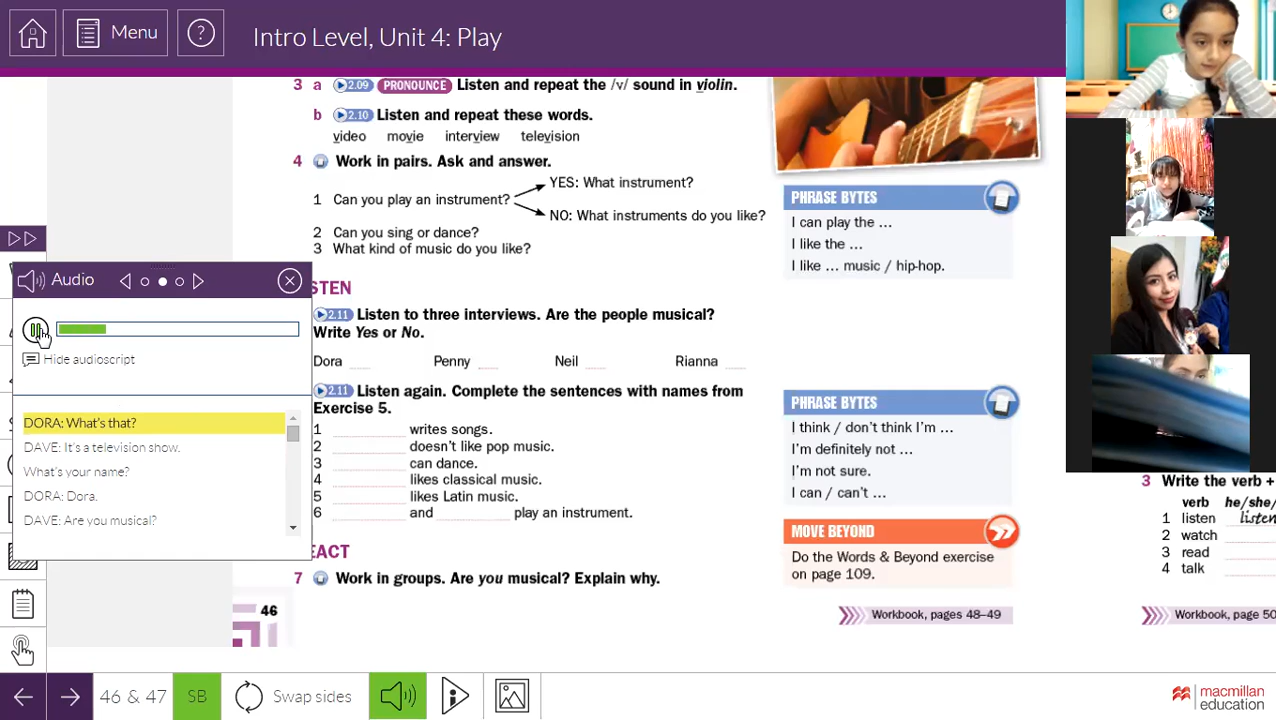 Menu
?
Intro Level, Unit 4: Play
3 a 2.09 PRONOUNCE Listen and repeat the /v/ sound in violin.
b 2.10 Listen and repeat these words.
video movie interview television
4 Work in pairs. Ask and answer.
1 Can you play an instrument?
YES: What instrument?
NO: What instruments do you like?
2 Can you sing or dance?
3 What kind of music do you like?
STEN
2.11 Listen to three interviews. Are the people musical?
Write Yes or No.
Dora Penny Neil Rianna
2.11 Listen again. Complete the sentences with names from
Exercise 5.
1 writes songs.
2 doesn't like pop music.
3 can dance.
4 likes classical music.
5 likes Latin music.
6 and play an instrument.
EACT
7 Work in groups. Are you musical? Explain why.
46
PHRASE BYTES
I can play the ...
I like the ...
I like ... music / hip-hop.
PHRASE BYTES
I think / don't think I'm ...
I'm definitely not ...
I'm not sure.
I can / can't ...
MOVE BEYOND
Do the Words & Beyond exercise
on page 109.
Workbook, pages 48–49
3 Write the verb +
verb he/she/
1 listen listen
2 watch
3 read
4 talk
Workbook, page 50
Audio
Hide audioscript
DORA: What's that?
DAVE: It's a television show.
What's your name?
DORA: Dora.
DAVE: Are you musical?
46 & 47
SB
Swap sides
macmillan
education